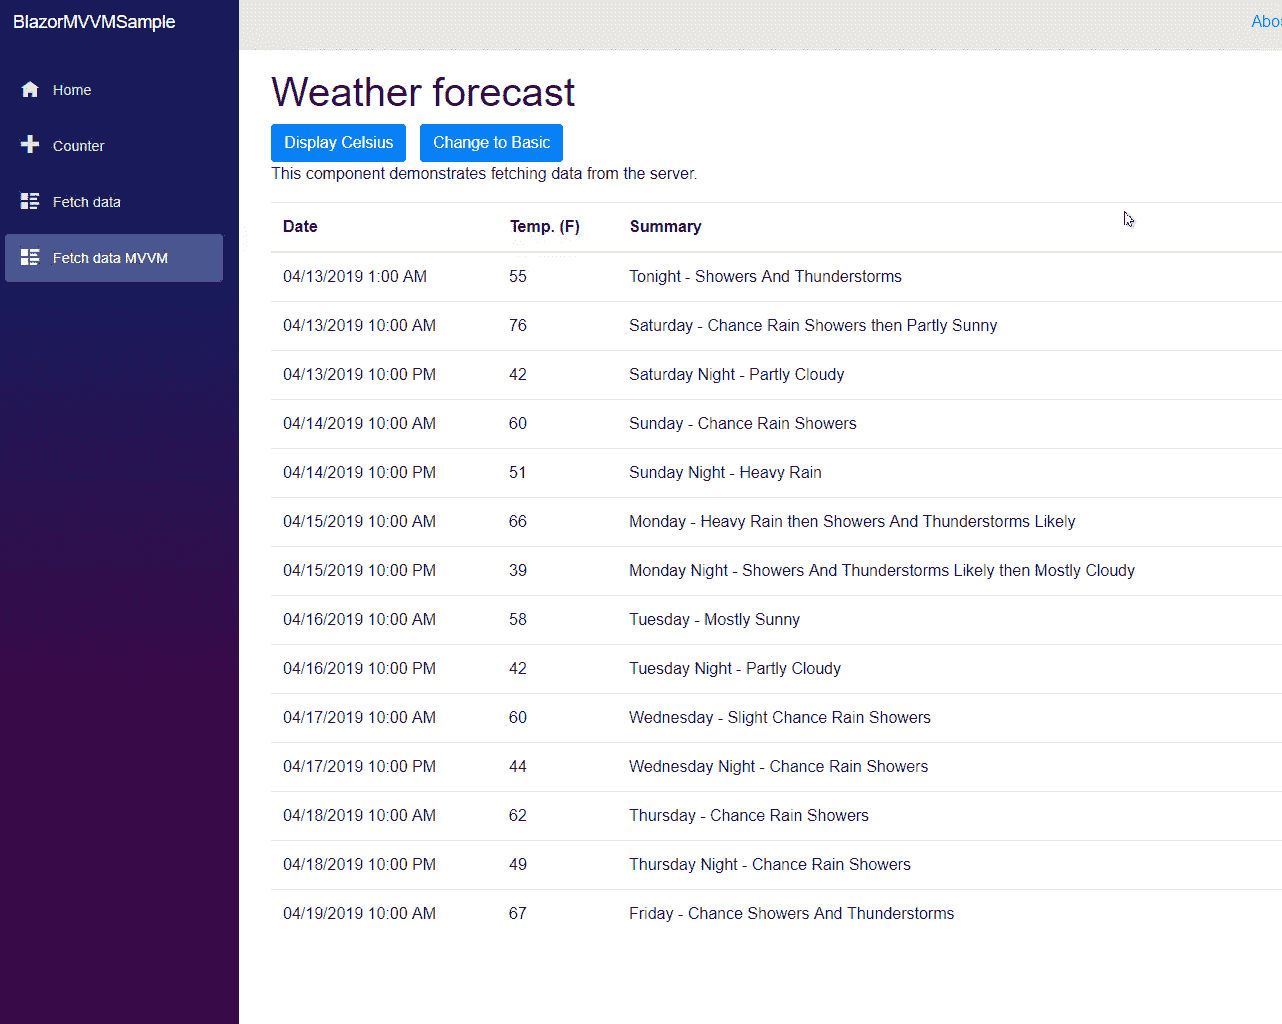 BlazorMVVMSample
Home
Counter
Fetch data
Fetch data MVVM
Weather forecast
Display Celsius Change to Basic
This component demonstrates fetching data from the server.
Date Temp. (F) Summary
04/13/2019 1:00 AM 55 Tonight - Showers And Thunderstorms
04/13/2019 10:00 AM 76 Saturday - Chance Rain Showers then Partly Sunny
04/13/2019 10:00 PM 42 Saturday Night - Partly Cloudy
04/14/2019 10:00 AM 60 Sunday - Chance Rain Showers
04/14/2019 10:00 PM 51 Sunday Night - Heavy Rain
04/15/2019 10:00 AM 66 Monday - Heavy Rain then Showers And Thunderstorms Likely
04/15/2019 10:00 PM 39 Monday Night - Showers And Thunderstorms Likely then Mostly Cloudy
04/16/2019 10:00 AM 58 Tuesday - Mostly Sunny
04/16/2019 10:00 PM 42 Tuesday Night - Partly Cloudy
04/17/2019 10:00 AM 60 Wednesday - Slight Chance Rain Showers
04/17/2019 10:00 PM 44 Wednesday Night - Chance Rain Showers
04/18/2019 10:00 AM 62 Thursday - Chance Rain Showers
04/18/2019 10:00 PM 49 Thursday Night - Chance Rain Showers
04/19/2019 10:00 AM 67 Friday - Chance Showers And Thunderstorms